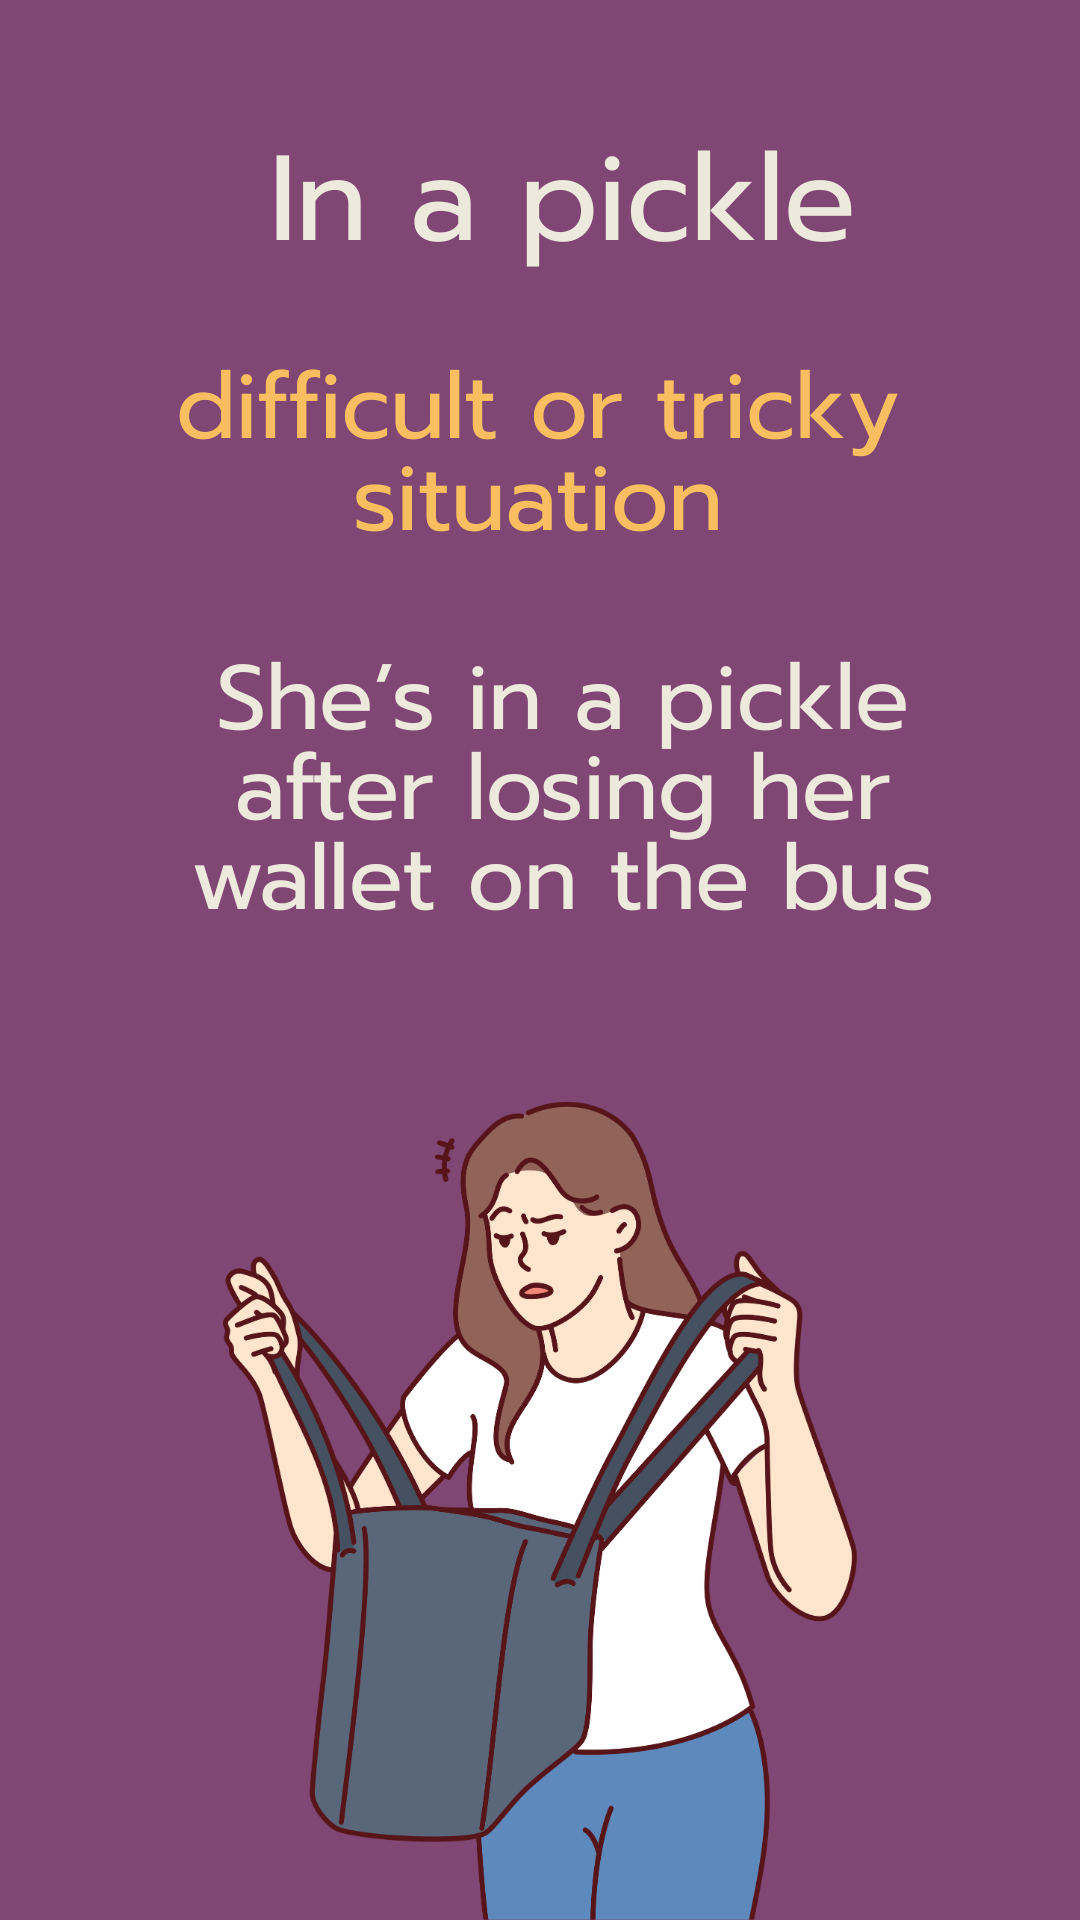 In a pickle
difficult or tricky
situation
She’s in a pickle
after losing her
wallet on the bus